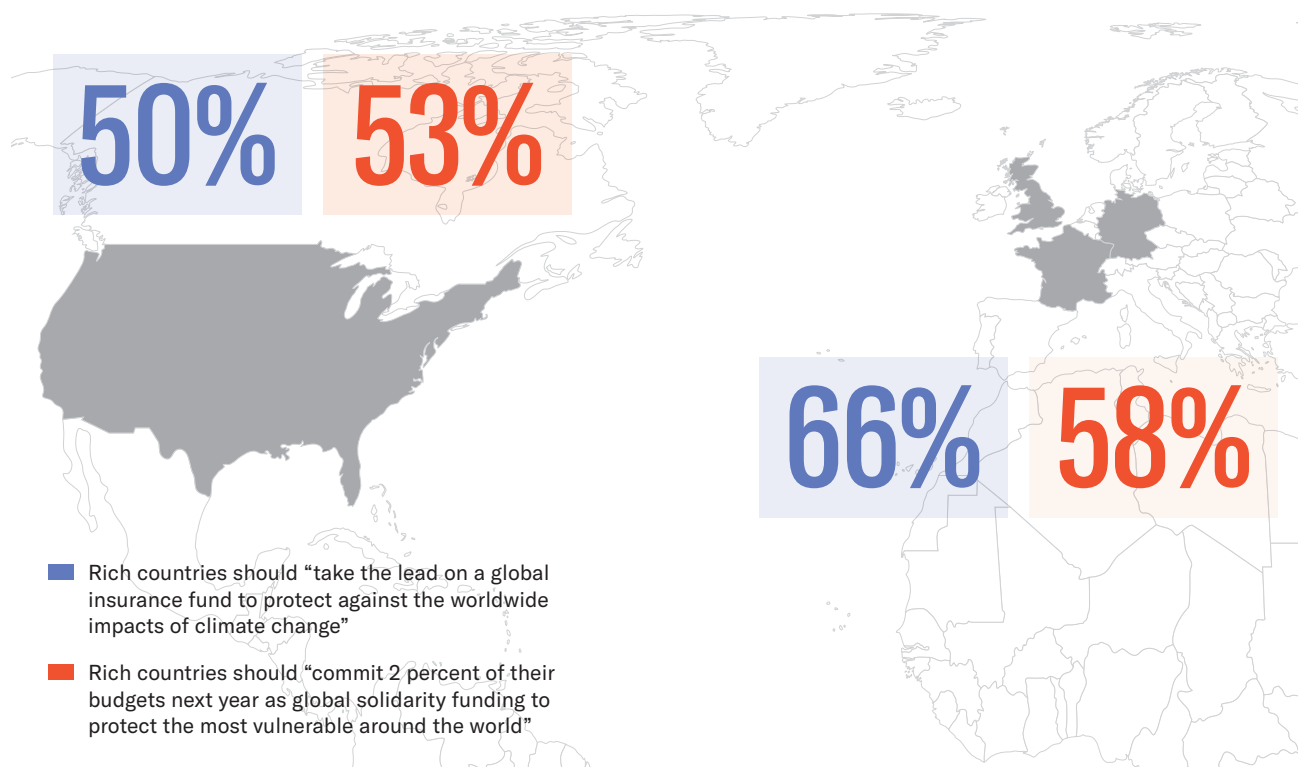 50%
53%
66%
58%
Rich countries should “take the lead on a global
insurance fund to protect against the worldwide
impacts of climate change”
Rich countries should “commit 2 percent of their
budgets next year as global solidarity funding to
protect the most vulnerable around the world”